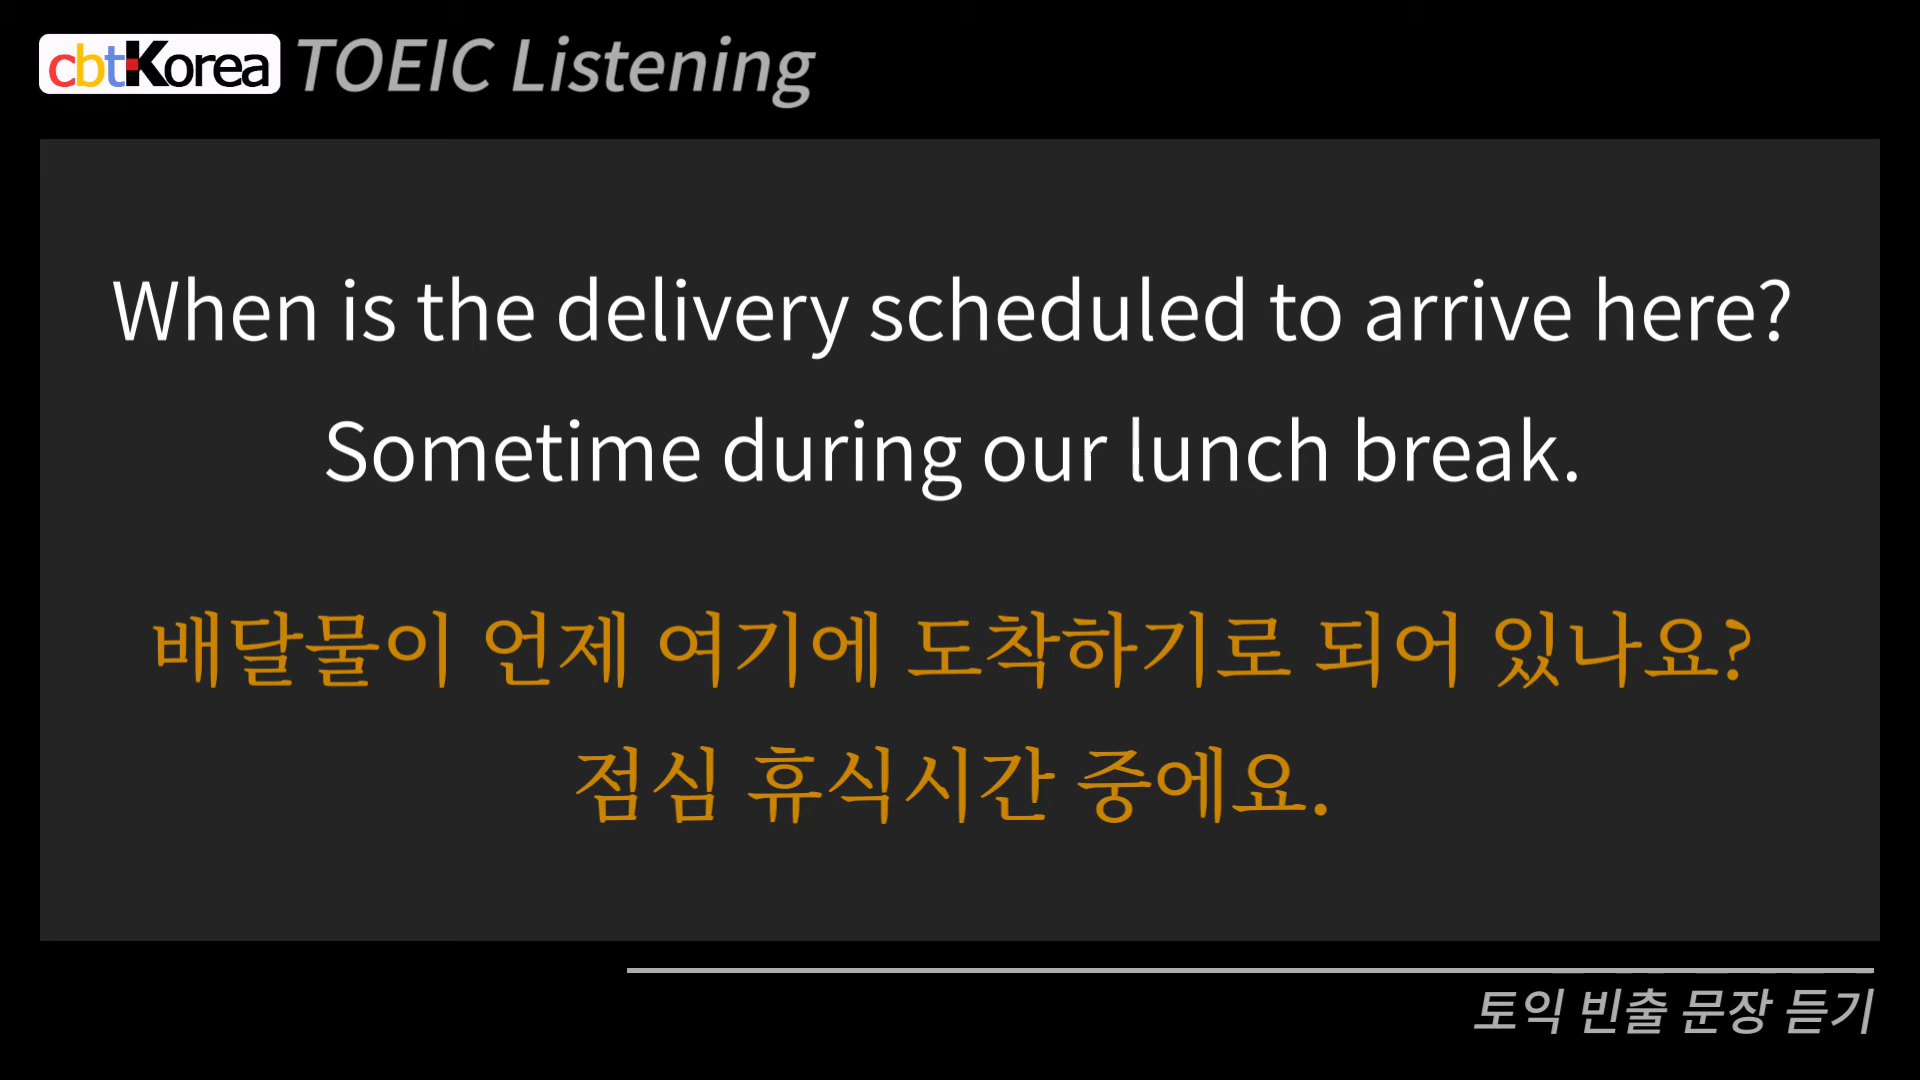 cbtKorea TOEIC Listening
When is the delivery scheduled to arrive here?
Sometime during our lunch break.
배달물이 언제 여기에 도착하기로 되어 있나요?
점심 휴식시간 중에요.
토익 빈출 문장 듣기